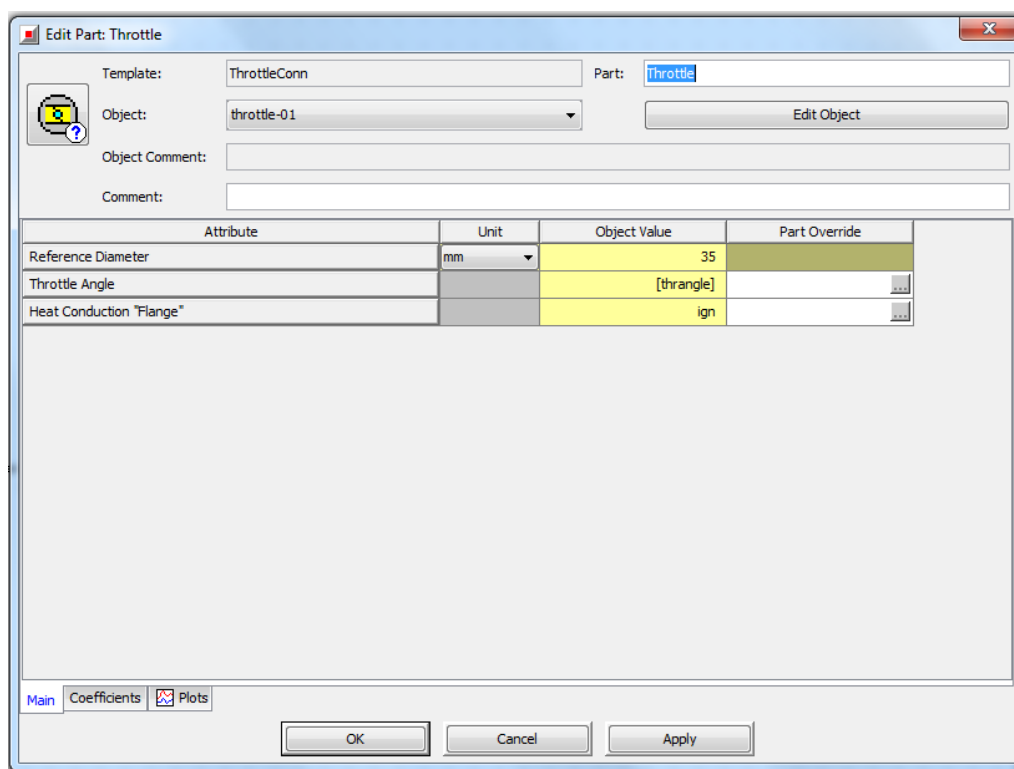 Edit Part: Throttle
Template: ThrottleConn Part: Throttle
Object: throttle-01 Edit Object
Object Comment:
Comment:
Attribute Unit Object Value Part Override
Reference Diameter mm 35
Throttle Angle [thrangle] ...
Heat Conduction "Flange" ign ...
Main Coefficients Plots
OK Cancel Apply